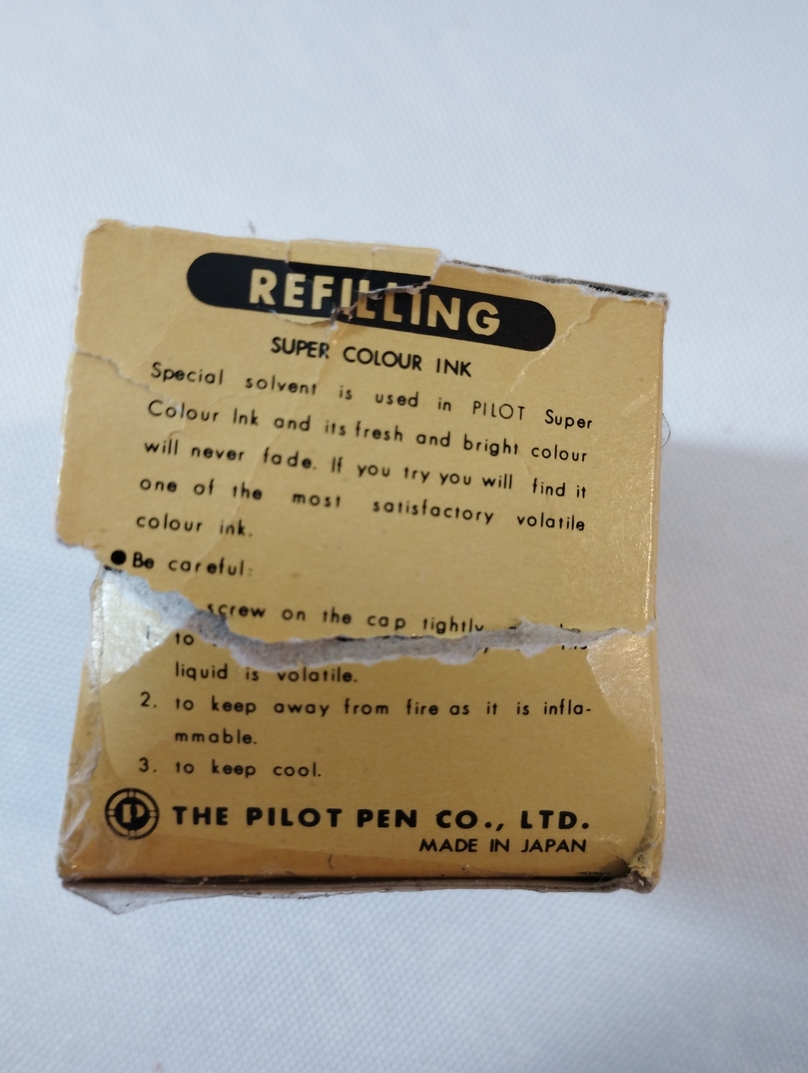 REFILLING
SUPER COLOUR INK
Special solvent is used in PILOT Super
Colour Ink and its fresh and bright colour
will never fade. If you try you will find it
one of the most satisfactory volatile
colour ink.
●Be careful:
to screw on the cap tightly
liquid is volatile.
2. to keep away from fire as it is infla-
mmable.
3. to keep cool.
THE PILOT PEN CO., LTD.
MADE IN JAPAN